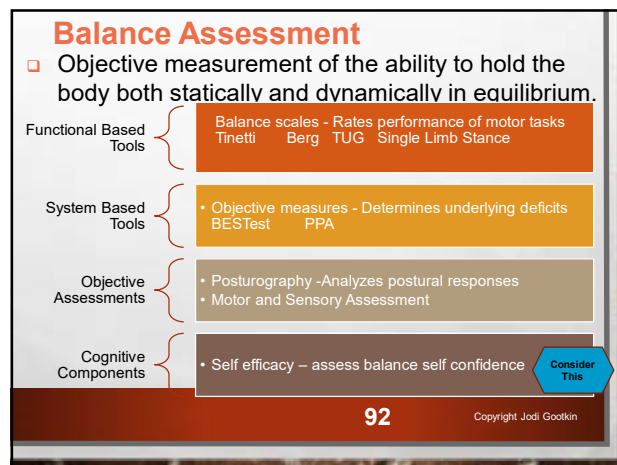 Balance Assessment
Objective measurement of the ability to hold the
body both statically and dynamically in equilibrium.
Functional Based
Tools
Balance scales - Rates performance of motor tasks
Tinetti Berg TUG Single Limb Stance
System Based
Tools
• Objective measures - Determines underlying deficits
BESTest PPA
Objective
Assessments
• Posturography -Analyzes postural responses
• Motor and Sensory Assessment
Cognitive
Components
• Self efficacy – assess balance self confidence
Consider
This
92
Copyright Jodi Gootkin